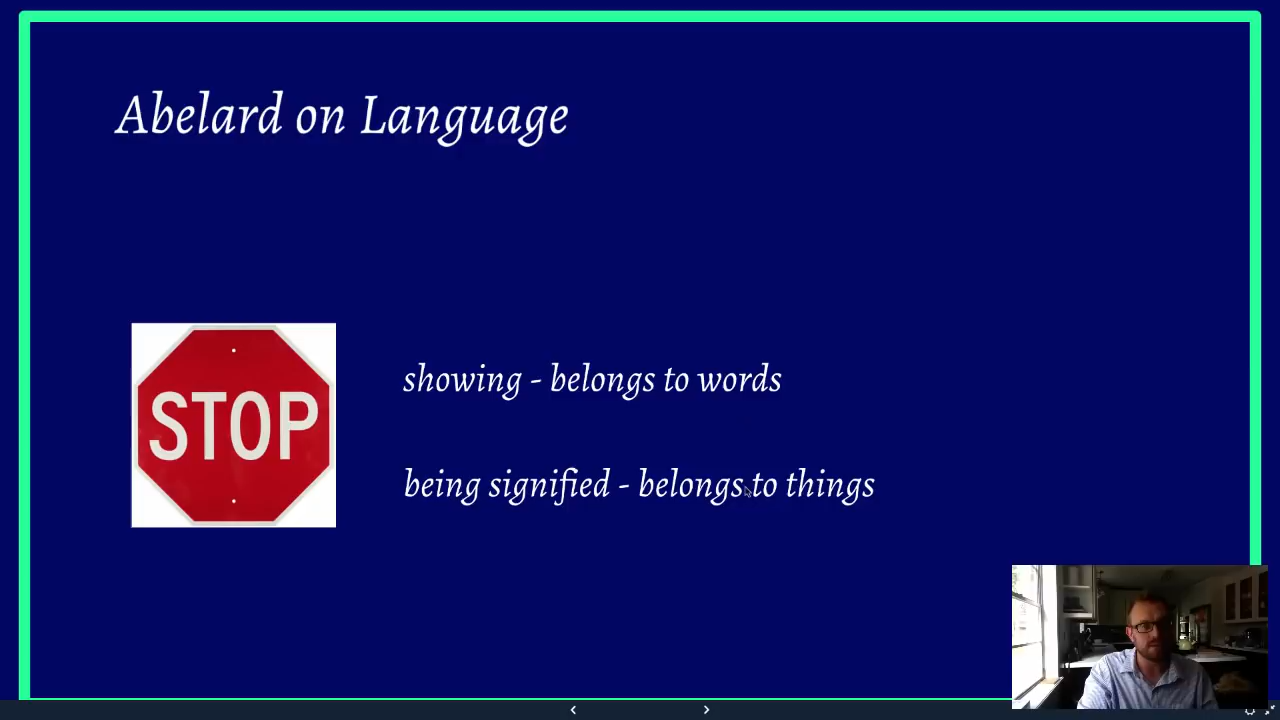 Abelard on Language
STOP
showing - belongs to words
being signified - belongs to things